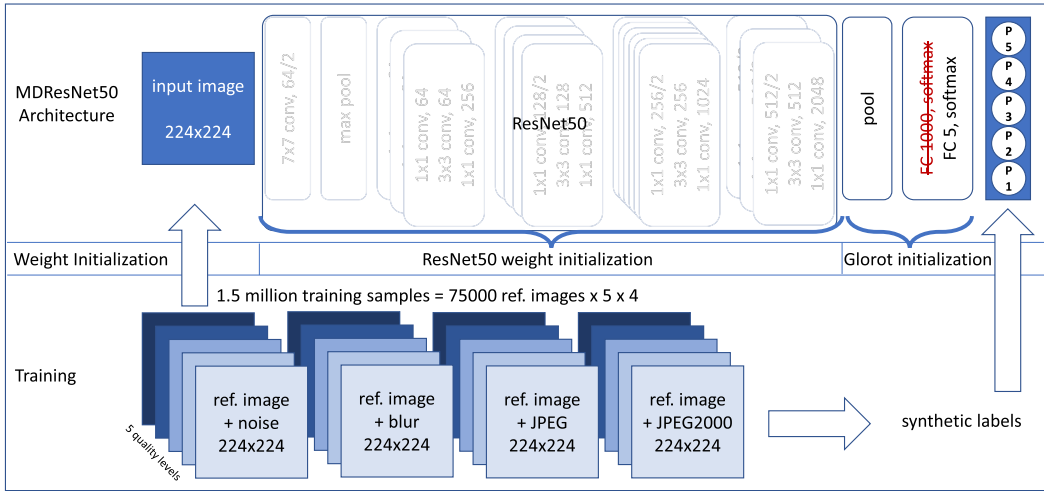 MDResNet50
Architecture
input image
224x224
7x7 conv, 64/2
max pool
1x1 conv, 64
3x3 conv, 64
1x1 conv, 256
1x1 conv, 128/2
3x3 conv, 128
1x1 conv, 512
ResNet50
1x1 conv, 256/2
3x3 conv, 256
1x1 conv, 1024
1x1 conv, 512/2
3x3 conv, 512
1x1 conv, 2048
pool
FC 1000, softmax
FC 5, softmax
P 5
P 4
P 3
P 2
P 1
Weight Initialization
ResNet50 weight initialization
Glorot initialization
1.5 million training samples = 75000 ref. images x 5 x 4
Training
ref. image
+ noise
224x224
ref. image
+ blur
224x224
ref. image
+ JPEG
224x224
ref. image
+ JPEG2000
224x224
5 quality levels
synthetic labels